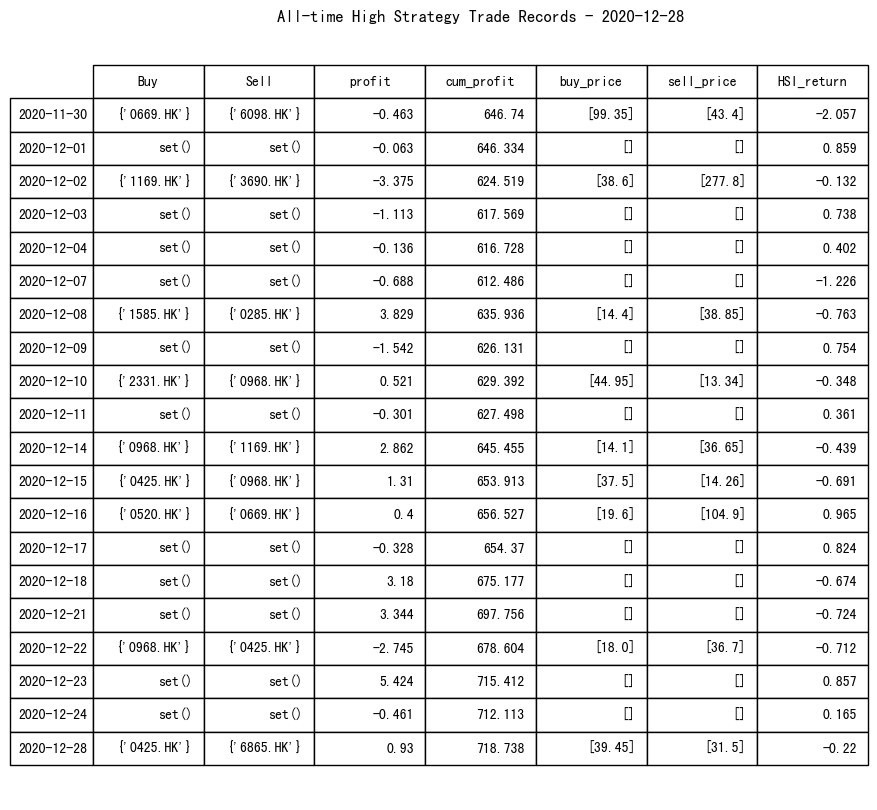 All-time High Strategy Trade Records - 2020-12-28
Buy Sell profit cum_profit buy_price sell_price HSI_return
2020-11-30 {'0669.HK'} {'6098.HK'} -0.463 646.74 [99.35] [43.4] -2.057
2020-12-01 set() set() -0.063 646.334 [] [] 0.859
2020-12-02 {'1169.HK'} {'3690.HK'} -3.375 624.519 [38.6] [277.8] -0.132
2020-12-03 set() set() -1.113 617.569 [] [] 0.738
2020-12-04 set() set() -0.136 616.728 [] [] 0.402
2020-12-07 set() set() -0.688 612.486 [] [] -1.226
2020-12-08 {'1585.HK'} {'0285.HK'} 3.829 635.936 [14.4] [38.85] -0.763
2020-12-09 set() set() -1.542 626.131 [] [] 0.754
2020-12-10 {'2331.HK'} {'0968.HK'} 0.521 629.392 [44.95] [13.34] -0.348
2020-12-11 set() set() -0.301 627.498 [] [] 0.361
2020-12-14 {'0968.HK'} {'1169.HK'} 2.862 645.455 [14.1] [36.65] -0.439
2020-12-15 {'0425.HK'} {'0968.HK'} 1.31 653.913 [37.5] [14.26] -0.691
2020-12-16 {'0520.HK'} {'0669.HK'} 0.4 656.527 [19.6] [104.9] 0.965
2020-12-17 set() set() -0.328 654.37 [] [] 0.824
2020-12-18 set() set() 3.18 675.177 [] [] -0.674
2020-12-21 set() set() 3.344 697.756 [] [] -0.724
2020-12-22 {'0968.HK'} {'0425.HK'} -2.745 678.604 [18.0] [36.7] -0.712
2020-12-23 set() set() 5.424 715.412 [] [] 0.857
2020-12-24 set() set() -0.461 712.113 [] [] 0.165
2020-12-28 {'0425.HK'} {'6865.HK'} 0.93 718.738 [39.45] [31.5] -0.22